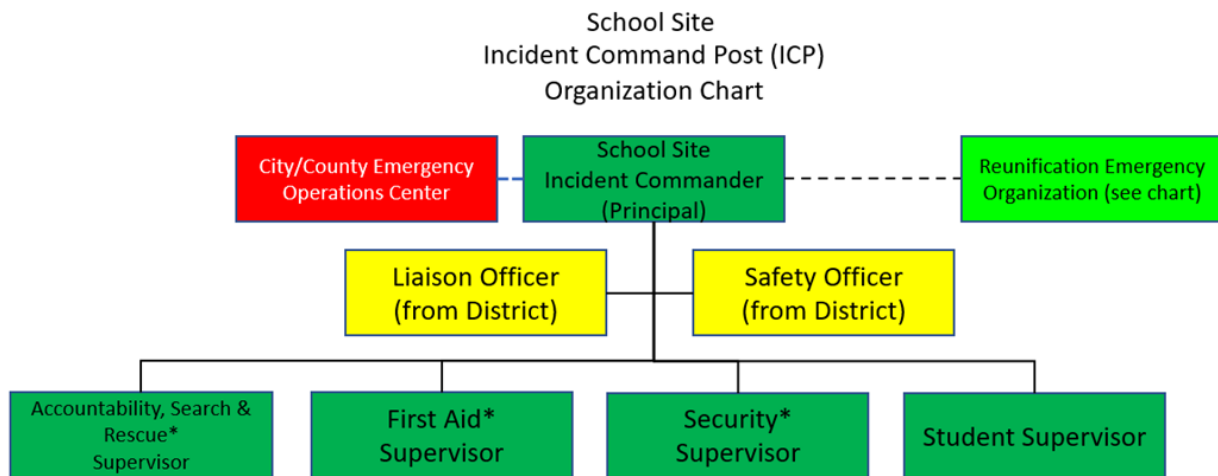 School Site
Incident Command Post (ICP)
Organization Chart
City/County Emergency
Operations Center
School Site
Incident Commander
(Principal)
Reunification Emergency
Organization (see chart)
Liaison Officer
(from District)
Safety Officer
(from District)
Accountability, Search &
Rescue*
Supervisor
First Aid*
Supervisor
Security*
Supervisor
Student Supervisor